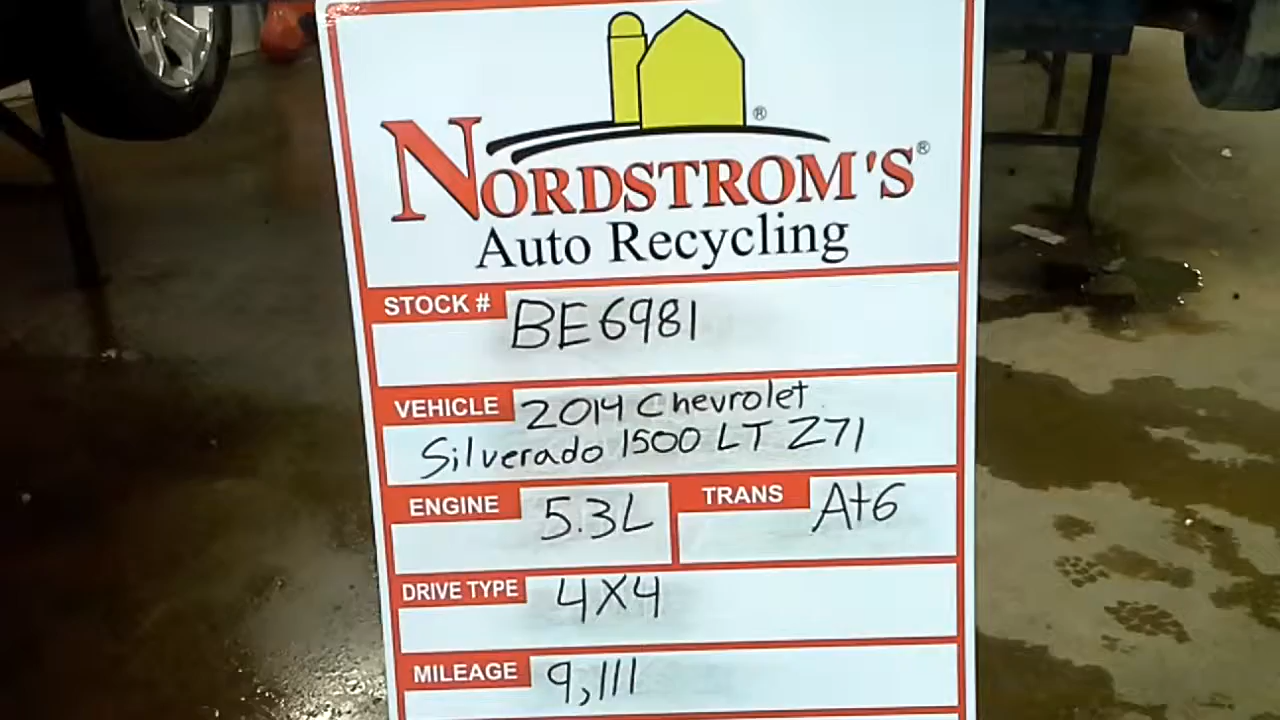 ®
NORDSTROM'S®
Auto Recycling
STOCK # BE6981
VEHICLE 2014 Chevrolet
Silverado 1500 LT Z71
ENGINE 5.3L TRANS At6
DRIVE TYPE 4X4
MILEAGE 9,111